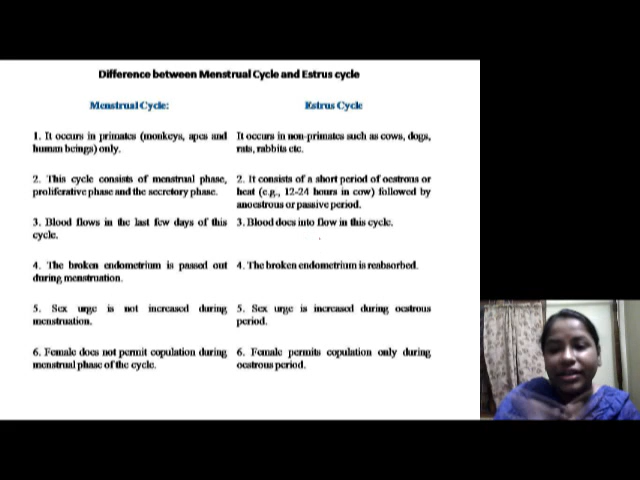 Difference between Menstrual Cycle and Estrus cycle
Menstrual Cycle:
Estrus Cycle
1. It occurs in primates (monkeys, apes and
human beings) only.
It occurs in non-primates such as cows, dogs,
rats, rabbits etc.
2. This cycle consists of menstrual phase,
proliferative phase and the secretory phase.
2. It consists of a short period of oestrous or
heat (e.g., 12-24 hours in cow) followed by
anoestrous or passive period.
3. Blood flows in the last few days of this
cycle.
3. Blood does into flow in this cycle.
4. The broken endometrium is passed out
during menstruation.
4. The broken endometrium is reabsorbed.
5. Sex urge is not increased during
menstruation.
5. Sex urge is increased during oestrous
period.
6. Female does not permit copulation during
menstrual phase of the cycle.
6. Female permits copulation only during
oestrous period.